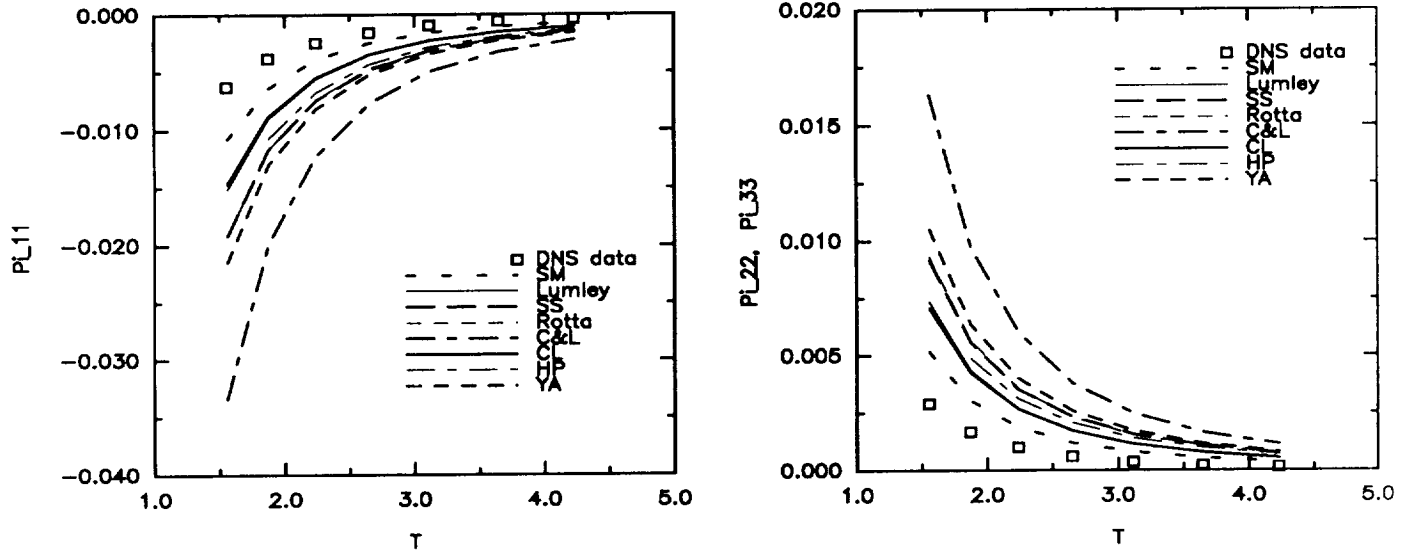 0.000
−0.010
−0.020
−0.030
−0.040
Pi_11
1.0
2.0
3.0
4.0
5.0
T
DNS data
SM
Lumley
SS
Rotta
C&L
CL
HP
YA
0.020
0.015
0.010
0.005
0.000
Pi_22, Pi_33
1.0
2.0
3.0
4.0
5.0
T
DNS data
SM
Lumley
SS
Rotta
C&L
CL
HP
YA